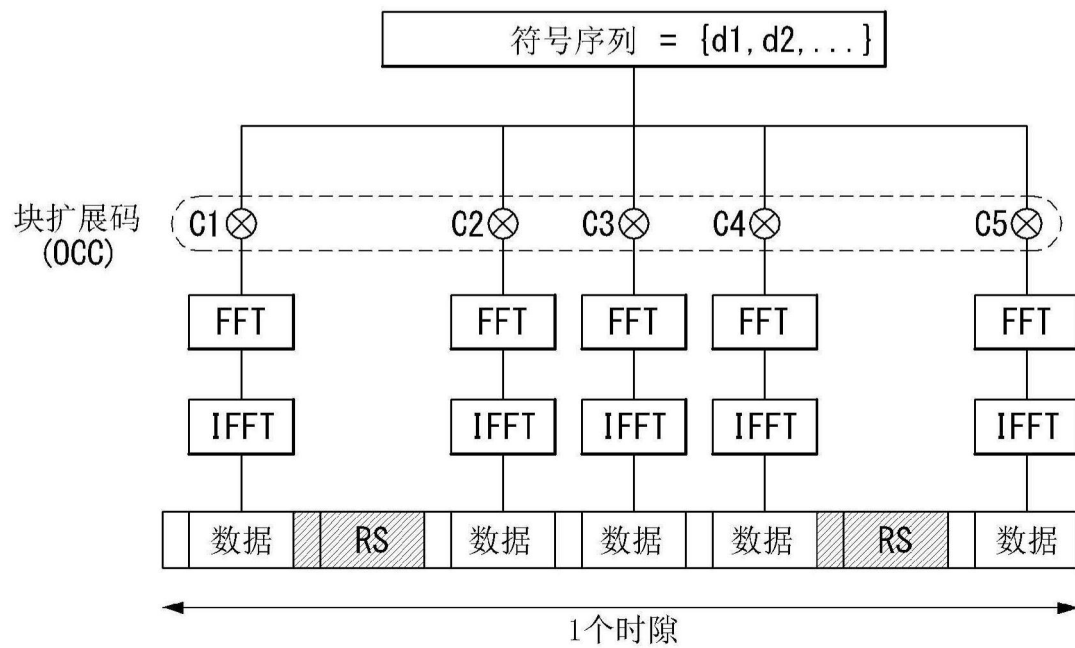 符号序列 = {d1,d2,...}
块扩展码
(OCC)
C1 C2 C3 C4 C5
FFT FFT FFT FFT FFT
IFFT IFFT IFFT IFFT IFFT
数据 RS 数据 数据 数据 RS 数据
1个时隙